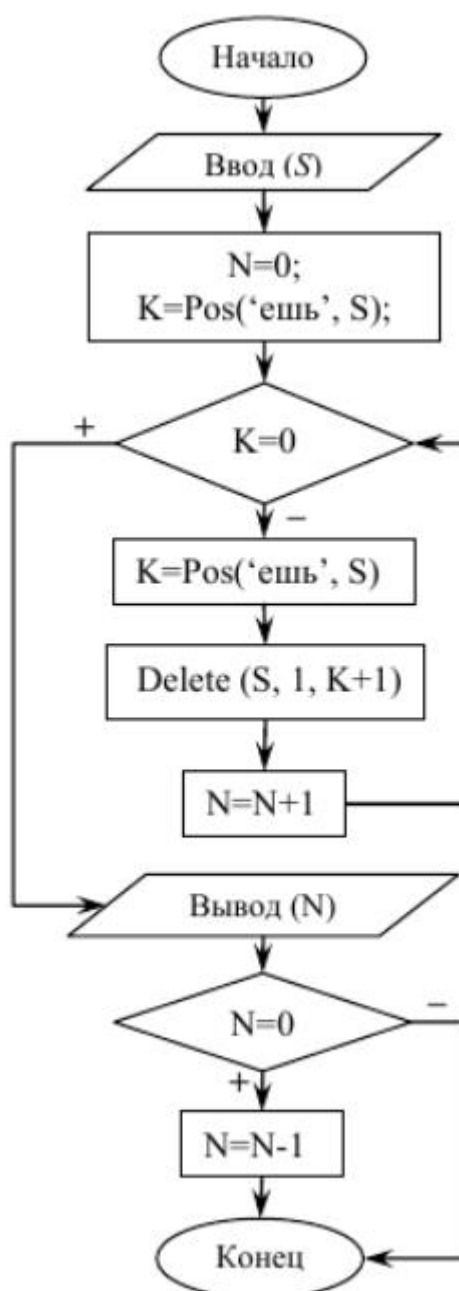 Начало
Ввод (S)
N=0;
K=Pos(‘ешь’, S);
+
K=0
–
K=Pos(‘ешь’, S)
Delete (S, 1, K+1)
N=N+1
Вывод (N)
N=0
–
+
N=N-1
Конец